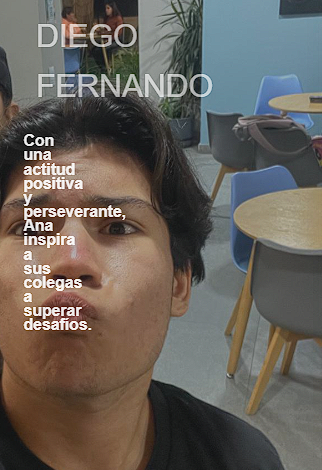 DIEGO
FERNANDO
Con
una
actitud
positiva
y
perseverante,
Ana
inspira
a
sus
colegas
a
superar
desafíos.